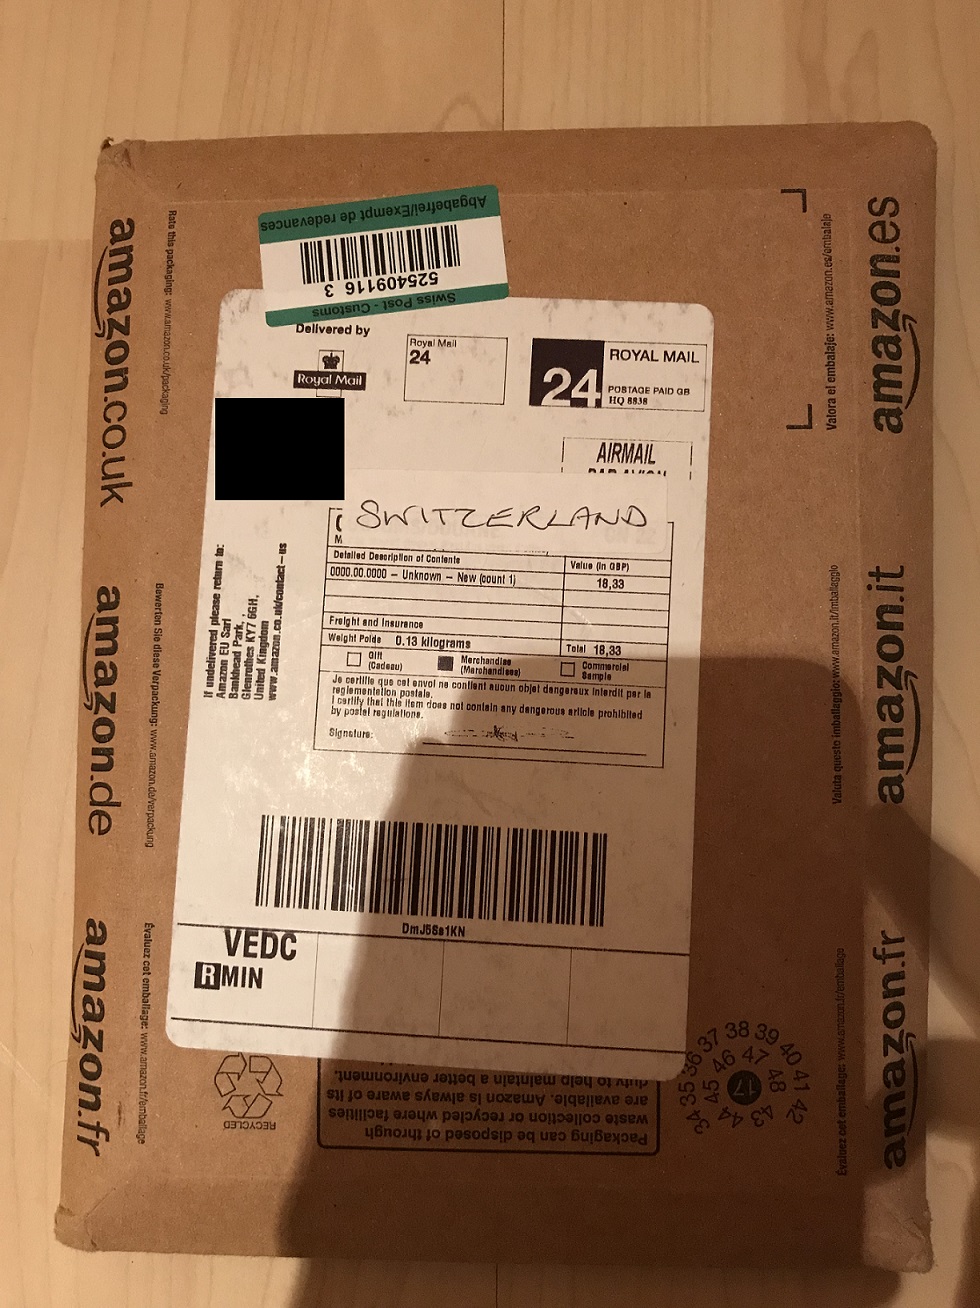 Abgabefrei/Exempt de redevances
525409116 3
Swiss Post - Customs
Delivered by
Royal Mail
Royal Mail
24
24
ROYAL MAIL
POSTAGE PAID GB
HQ 8838
AIRMAIL
PAR AVION
SWITZERLAND
Detailed Description of Contents
Value (in GBP)
0000.00.0000 – Unknown – New (count 1)
18,33
Freight and Insurance
Weight Poids 0.13 kilograms
Total 18,33
Gift
(Cadeau)
Merchandise
(Marchandises)
Commercial
Sample
Je certifie que cet envoi ne contient aucun objet dangereux interdit par la
reglementation postale.
I certify that this item does not contain any dangerous article prohibited
by postal regulations.
Signature:
If undelivered please return to:
Amazon EU Sarl
Bankhead Park, ,
Glenrothes KY7 6GH,
United Kingdom
www.amazon.co.uk/contact-us
DmJ5Ss1KN
VEDC
RMIN
amazon.co.uk
Rate this packaging: www.amazon.co.uk/packaging
amazon.de
Bewerten Sie diese Verpackung: www.amazon.de/verpackung
amazon.fr
Évaluez cet emballage: www.amazon.fr/emballage
amazon.es
Valora el embalaje: www.amazon.es/embalaje
amazon.it
Valuta questo imballaggio: www.amazon.it/imballaggio
amazon.fr
Évaluez cet emballage: www.amazon.fr/emballage
RECYCLED
Packaging can be disposed of through
waste collection or recycled where facilities
are available. Amazon is always aware of its
duty to help maintain a better environment.
34 35 36 37 38 39 40 41 42
44 45 46 47 48 43
17